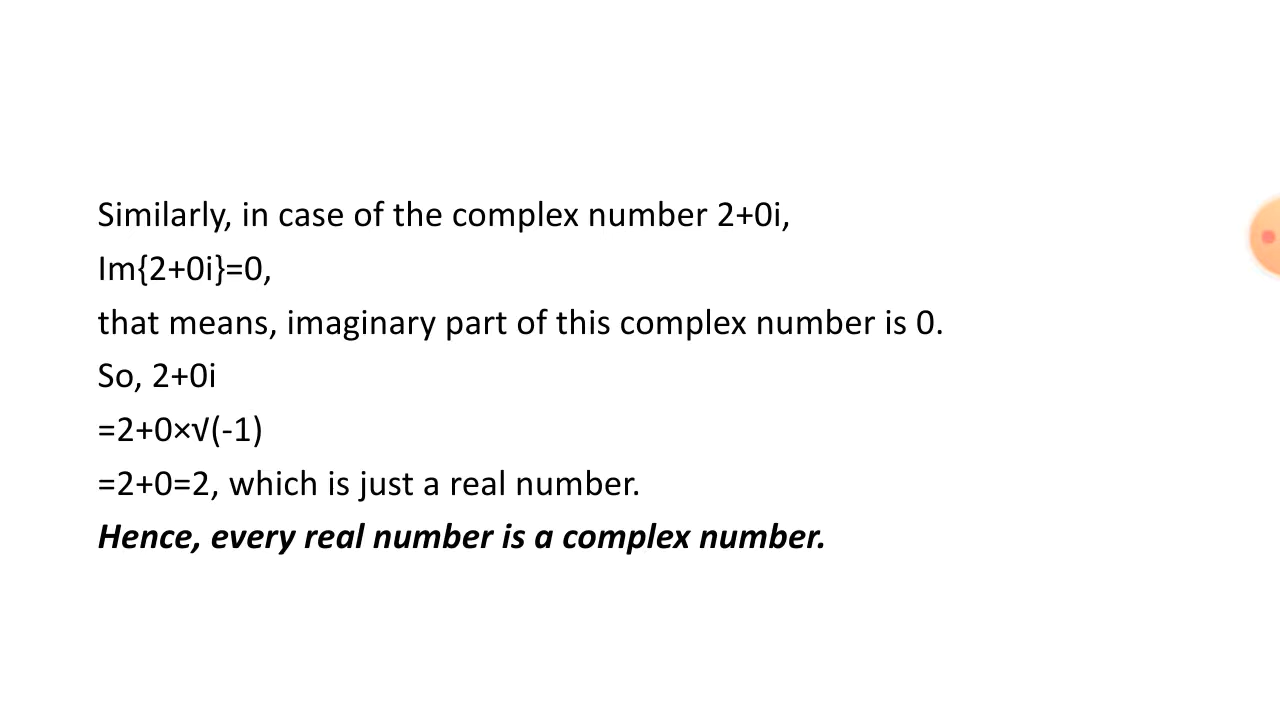 Similarly, in case of the complex number 2+0i,
Im{2+0i}=0,
that means, imaginary part of this complex number is 0.
So, 2+0i
=2+0×√(-1)
=2+0=2, which is just a real number.
Hence, every real number is a complex number.